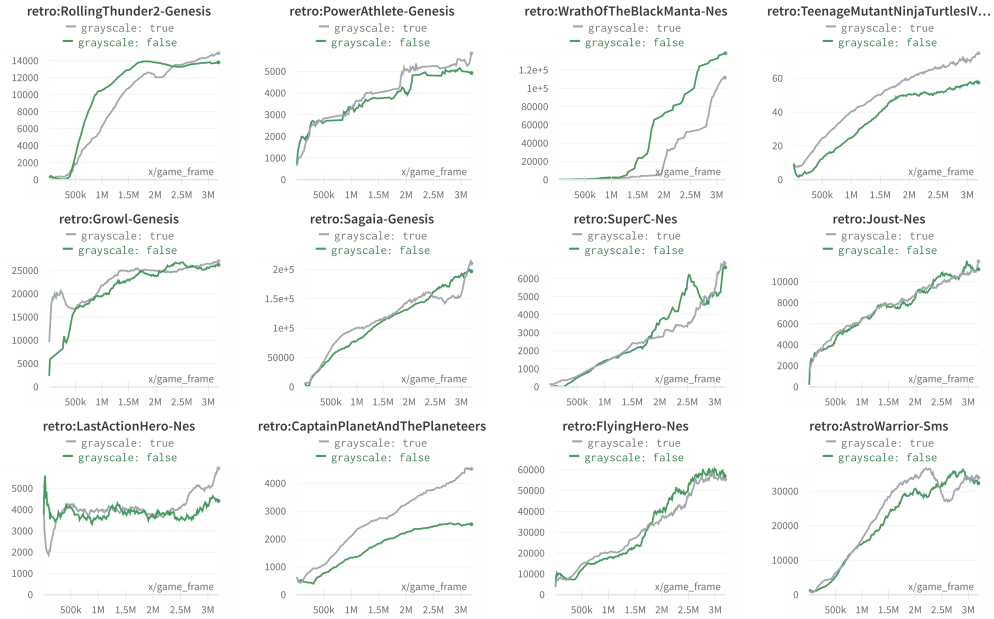 retro:RollingThunder2-Genesis
grayscale: true
grayscale: false
14000
12000
10000
8000
6000
4000
2000
0
x/game_frame
500k 1M 1.5M 2M 2.5M 3M
retro:PowerAthlete-Genesis
grayscale: true
grayscale: false
5000
4000
3000
2000
1000
0
x/game_frame
500k 1M 1.5M 2M 2.5M 3M
retro:WrathOfTheBlackManta-Nes
grayscale: true
grayscale: false
1.2e+5
1e+5
80000
60000
40000
20000
0
x/game_frame
500k 1M 1.5M 2M 2.5M 3M
retro:TeenageMutantNinjaTurtlesIV…
grayscale: true
grayscale: false
60
40
20
0
x/game_frame
500k 1M 1.5M 2M 2.5M 3M
retro:Growl-Genesis
grayscale: true
grayscale: false
25000
20000
15000
10000
5000
0
x/game_frame
500k 1M 1.5M 2M 2.5M 3M
retro:Sagaia-Genesis
grayscale: true
grayscale: false
2e+5
1.5e+5
1e+5
50000
0
x/game_frame
500k 1M 1.5M 2M 2.5M 3M
retro:SuperC-Nes
grayscale: true
grayscale: false
6000
5000
4000
3000
2000
1000
0
x/game_frame
500k 1M 1.5M 2M 2.5M 3M
retro:Joust-Nes
grayscale: true
grayscale: false
10000
8000
6000
4000
2000
0
x/game_frame
500k 1M 1.5M 2M 2.5M 3M
retro:LastActionHero-Nes
grayscale: true
grayscale: false
5000
4000
3000
2000
1000
0
x/game_frame
500k 1M 1.5M 2M 2.5M 3M
retro:CaptainPlanetAndThePlaneteers
grayscale: true
grayscale: false
4000
3000
2000
1000
0
x/game_frame
500k 1M 1.5M 2M 2.5M 3M
retro:FlyingHero-Nes
grayscale: true
grayscale: false
60000
50000
40000
30000
20000
10000
0
x/game_frame
500k 1M 1.5M 2M 2.5M 3M
retro:AstroWarrior-Sms
grayscale: true
grayscale: false
30000
20000
10000
0
x/game_frame
500k 1M 1.5M 2M 2.5M 3M